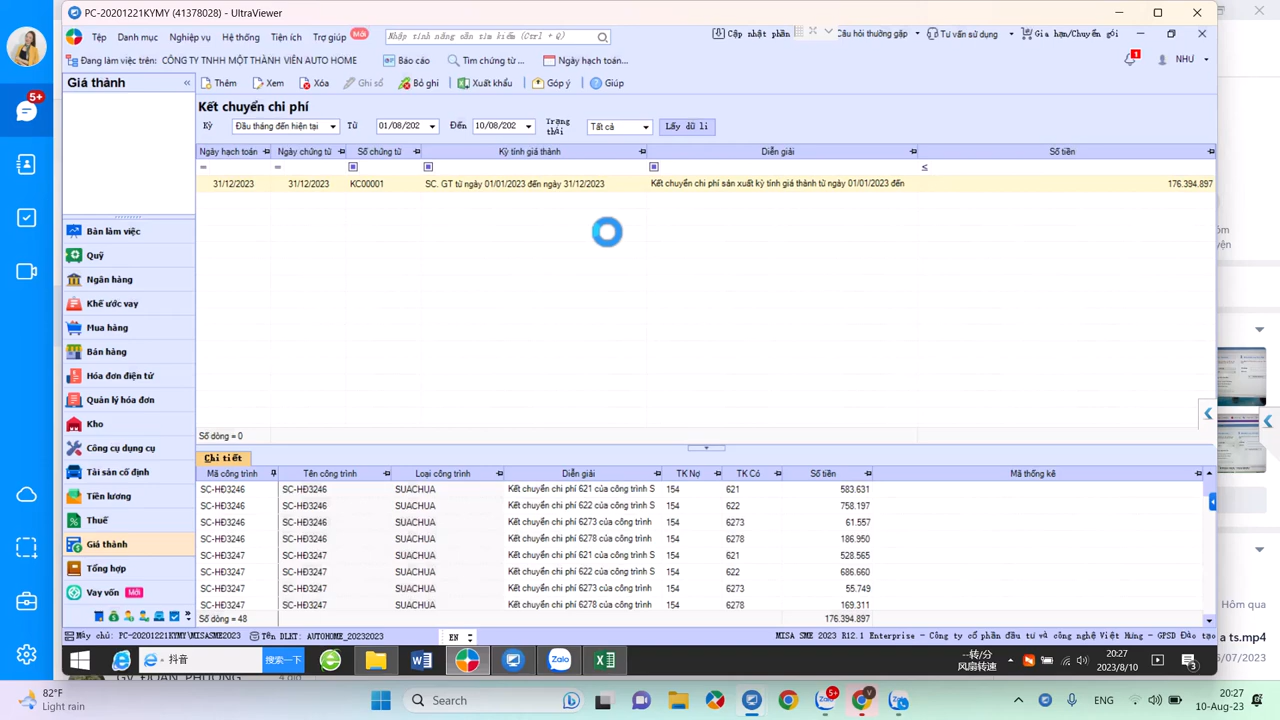 PC-20201221KYMY (41378028) - UltraViewer
Tệp Danh mục Nghiệp vụ Hệ thống Tiện ích Trợ giúp Mới Nhập tính năng cần tìm kiếm (Ctrl + Q) Cập nhật phần Câu hỏi thường gặp Tư vấn sử dụng Gia hạn/Chuyển gói
Đang làm việc trên: CÔNG TY TNHH MỘT THÀNH VIÊN AUTO HOME Báo cáo Tìm chứng từ ... Ngày hạch toán... 1 NHƯ
Giá thành « Thêm Xem Xóa Ghi sổ Bỏ ghi Xuất khẩu Góp ý Giúp
5+
Kết chuyển chi phí
Kỳ Đầu tháng đến hiện tại Từ 01/08/202 Đến 10/08/202 Trạng thái Tất cả Lấy dữ li
Ngày hạch toán Ngày chứng từ Số chứng từ Kỳ tính giá thành Diễn giải Số tiền
= = ≤
31/12/2023 31/12/2023 KC00001 SC. GT từ ngày 01/01/2023 đến ngày 31/12/2023 Kết chuyển chi phí sản xuất kỳ tính giá thành từ ngày 01/01/2023 đến 176.394.897
Bàn làm việc
Quỹ
Ngân hàng
Khế ước vay
Mua hàng
Bán hàng
Hóa đơn điện tử
Quản lý hóa đơn
Kho
Công cụ dụng cụ
Tài sản cố định
Tiền lương
Thuế
Giá thành
Tổng hợp
Vay vốn Mới
Số dòng = 0
Chi tiết
Mã công trình Tên công trình Loại công trình Diễn giải TK Nợ TK Có Số tiền Mã thống kê
SC-HĐ3246 SC-HĐ3246 SUACHUA Kết chuyển chi phí 621 của công trình S 154 621 583.631
SC-HĐ3246 SC-HĐ3246 SUACHUA Kết chuyển chi phí 622 của công trình S 154 622 758.197
SC-HĐ3246 SC-HĐ3246 SUACHUA Kết chuyển chi phí 6273 của công trình 154 6273 61.557
SC-HĐ3246 SC-HĐ3246 SUACHUA Kết chuyển chi phí 6278 của công trình 154 6278 186.950
SC-HĐ3247 SC-HĐ3247 SUACHUA Kết chuyển chi phí 621 của công trình S 154 621 528.565
SC-HĐ3247 SC-HĐ3247 SUACHUA Kết chuyển chi phí 622 của công trình S 154 622 686.660
SC-HĐ3247 SC-HĐ3247 SUACHUA Kết chuyển chi phí 6273 của công trình 154 6273 55.749
SC-HĐ3247 SC-HĐ3247 SUACHUA Kết chuyển chi phí 6278 của công trình 154 6278 169.311
Số dòng = 48 176.394.897
Hôm qua
a ts.mp4
5/07/2023
Máy chủ: PC-20201221KYMY\MISASME2023 Tên DLKT: AUTOHOME_20232023 EN MISA SME 2023 R12.1 Enterprise - Công ty cổ phần đầu tư và công nghệ Việt Hưng - GPSD Đào tạo
抖音 搜索一下 Zalo --转/分
风扇转速 20:27
2023/8/10 3
82°F
Light rain
Search 5+ V ENG 20:27
10-Aug-23